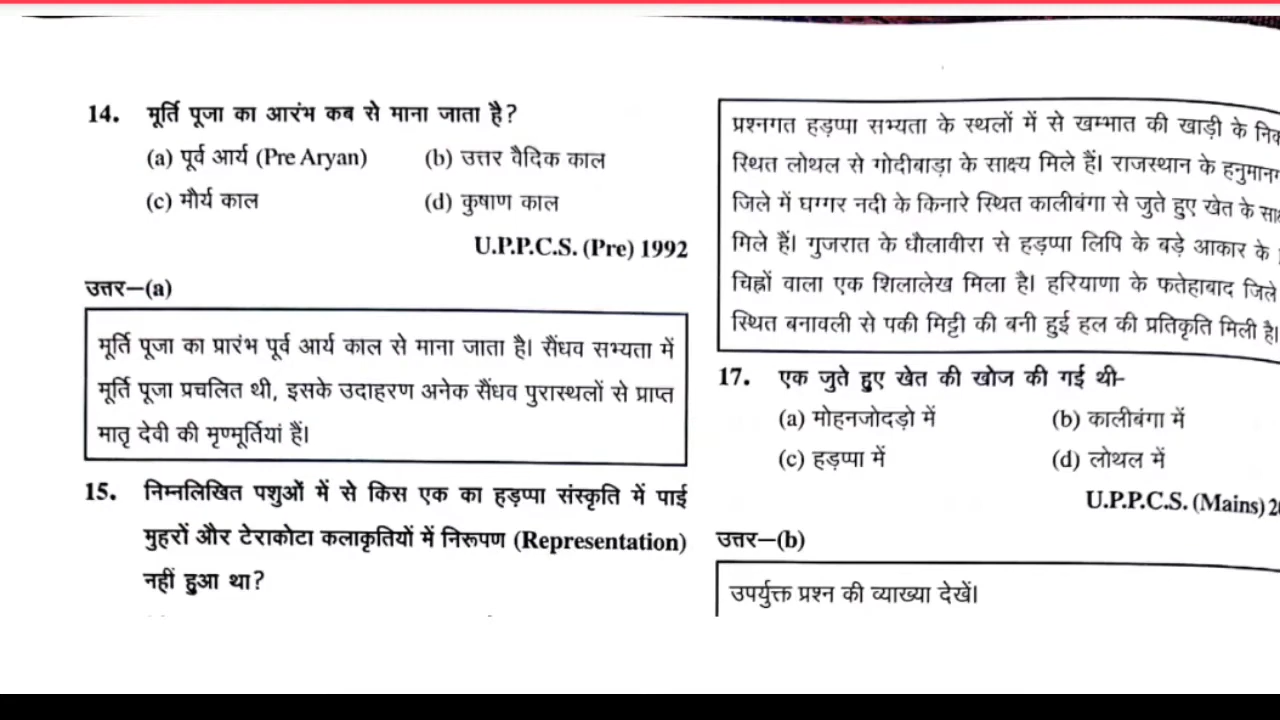 14. मूर्ति पूजा का आरंभ कब से माना जाता है?
(a) पूर्व आर्य (Pre Aryan) (b) उत्तर वैदिक काल
(c) मौर्य काल (d) कुषाण काल
U.P.P.C.S. (Pre) 1992
उत्तर—(a)
मूर्ति पूजा का प्रारंभ पूर्व आर्य काल से माना जाता है। सैंधव सभ्यता में
मूर्ति पूजा प्रचलित थी, इसके उदाहरण अनेक सैंधव पुरास्थलों से प्राप्त
मातृ देवी की मृण्मूर्तियां हैं।
15. निम्नलिखित पशुओं में से किस एक का हड़प्पा संस्कृति में पाई
मुहरों और टेराकोटा कलाकृतियों में निरूपण (Representation)
नहीं हुआ था?
प्रश्नगत हड़प्पा सभ्यता के स्थलों में से खम्भात की खाड़ी के
स्थित लोथल से गोदीबाड़ा के साक्ष्य मिले हैं। राजस्थान के
जिले में घग्गर नदी के किनारे स्थित कालीबंगा से जुते हुए खेत के
मिले हैं। गुजरात के धौलावीरा से हड़प्पा लिपि के बड़े आकार के
चिह्नों वाला एक शिलालेख मिला है। हरियाणा के फतेहाबाद जिले
स्थित बनावली से पकी मिट्टी की बनी हुई हल की प्रतिकृति मिली है।
17. एक जुते हुए खेत की खोज की गई थी-
(a) मोहनजोदड़ो में (b) कालीबंगा में
(c) हड़प्पा में (d) लोथल में
U.P.P.C.S. (Mains)
उत्तर—(b)
उपर्युक्त प्रश्न की व्याख्या देखें।